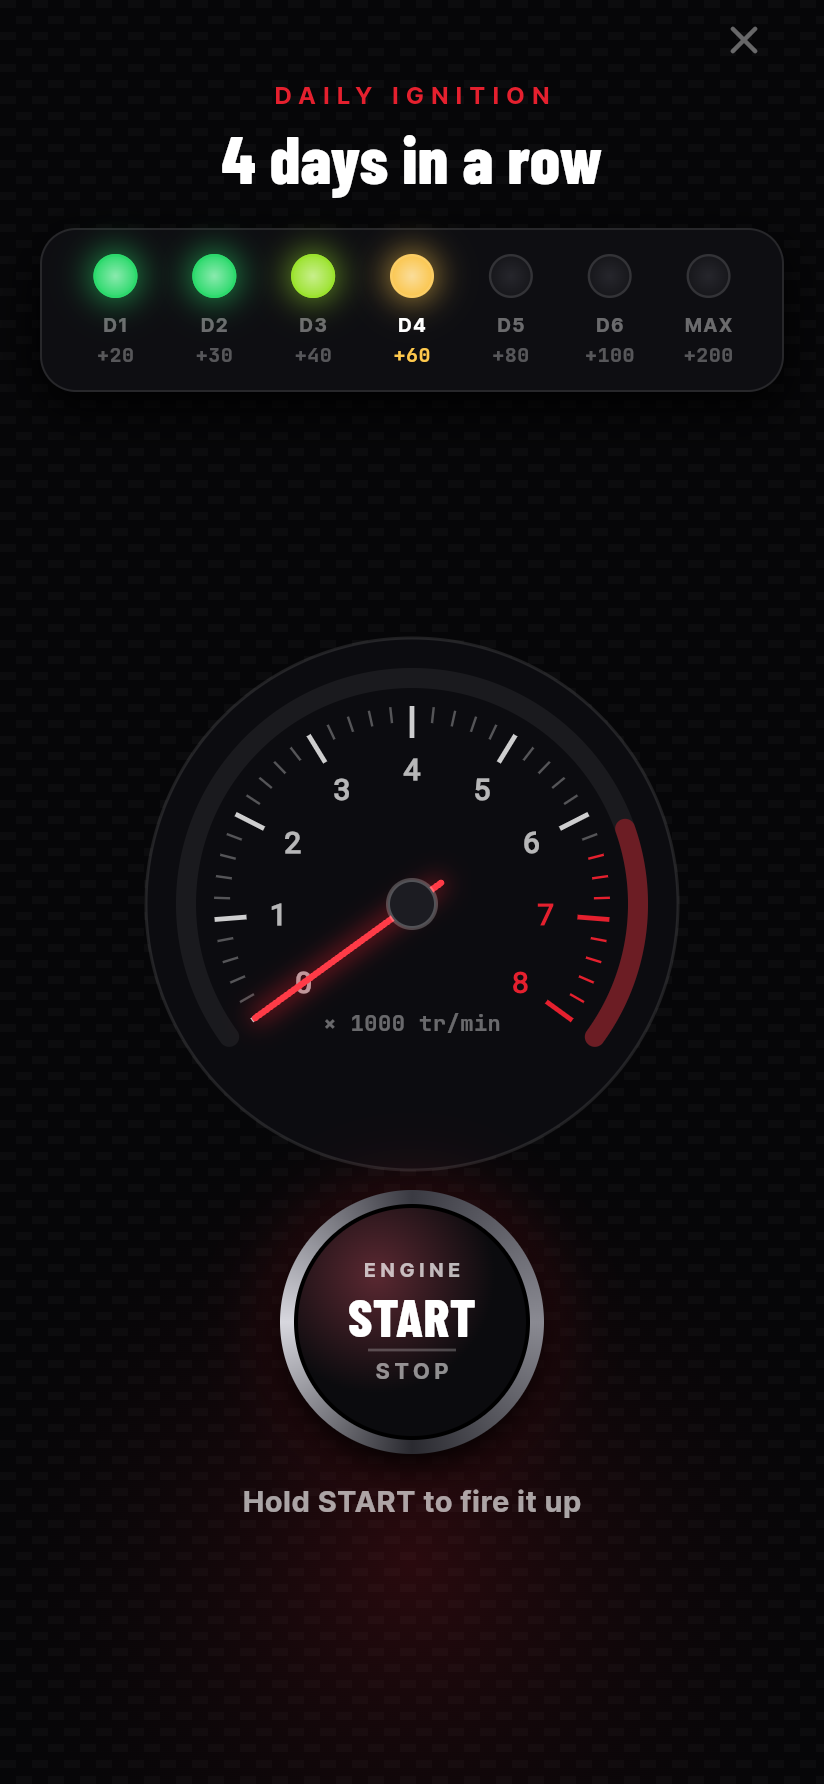 DAILY IGNITION
4 days in a row
D1 D2 D3 D4 D5 D6 MAX
+20 +30 +40 +60 +80 +100 +200
4
3 5
2 6
1 7
0 8
× 1000 tr/min
ENGINE
START
STOP
Hold START to fire it up